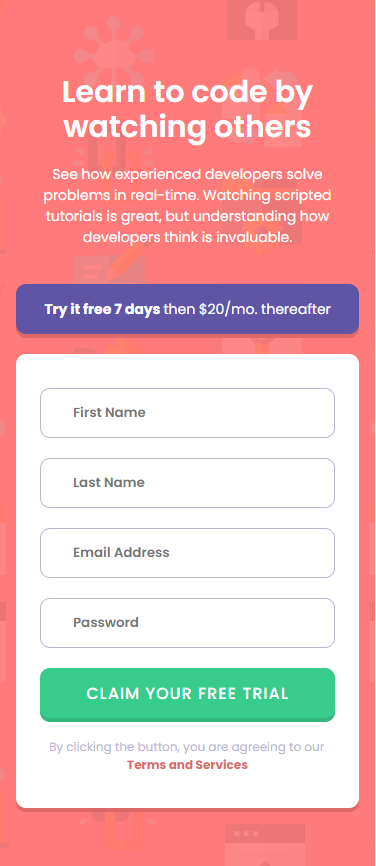 Learn to code by
watching others
See how experienced developers solve
problems in real-time. Watching scripted
tutorials is great, but understanding how
developers think is invaluable.
Try it free 7 days then $20/mo. thereafter
First Name
Last Name
Email Address
Password
CLAIM YOUR FREE TRIAL
By clicking the button, you are agreeing to our
Terms and Services